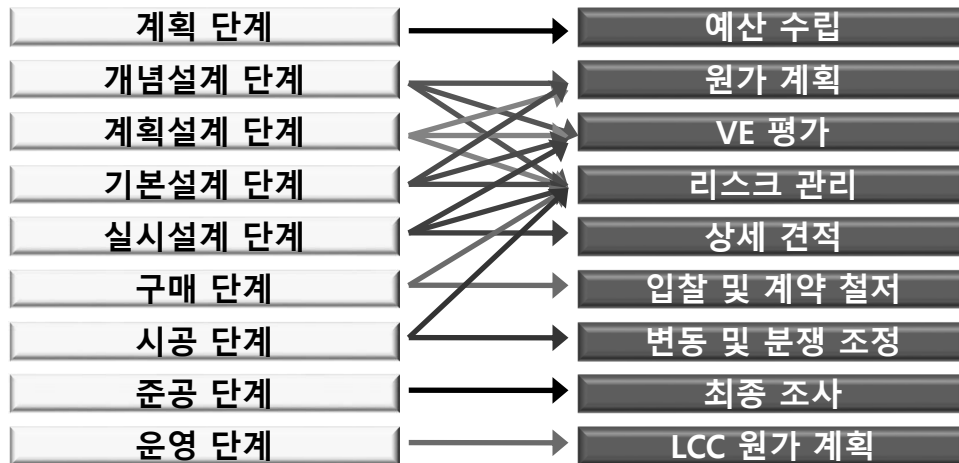 계획 단계
예산 수립
개념설계 단계
원가 계획
계획설계 단계
VE 평가
기본설계 단계
리스크 관리
실시설계 단계
상세 견적
구매 단계
입찰 및 계약 철저
시공 단계
변동 및 분쟁 조정
준공 단계
최종 조사
운영 단계
LCC 원가 계획